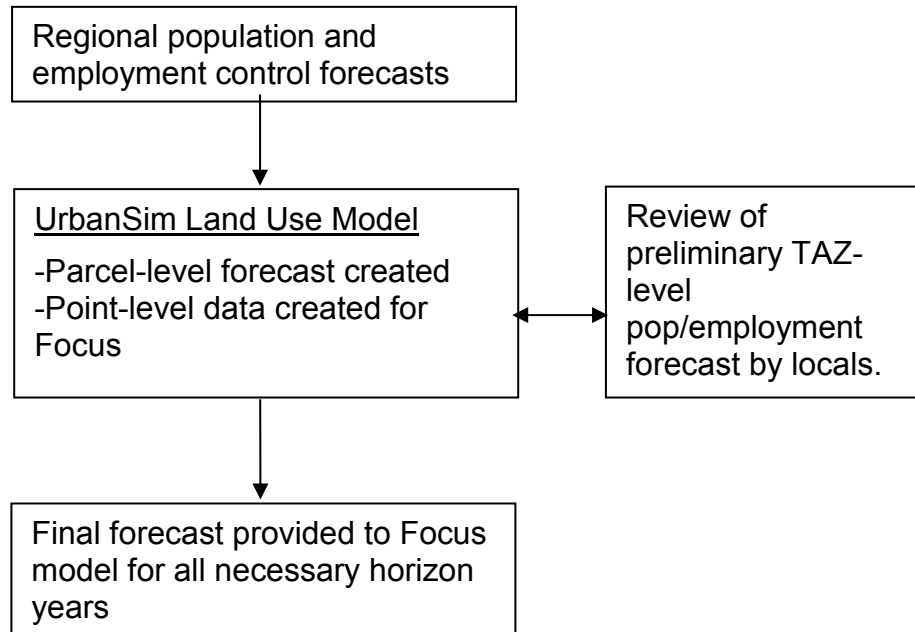 Regional population and
employment control forecasts
UrbanSim Land Use Model
-Parcel-level forecast created
-Point-level data created for
Focus
Review of
preliminary TAZ-
level
pop/employment
forecast by locals.
Final forecast provided to Focus
model for all necessary horizon
years